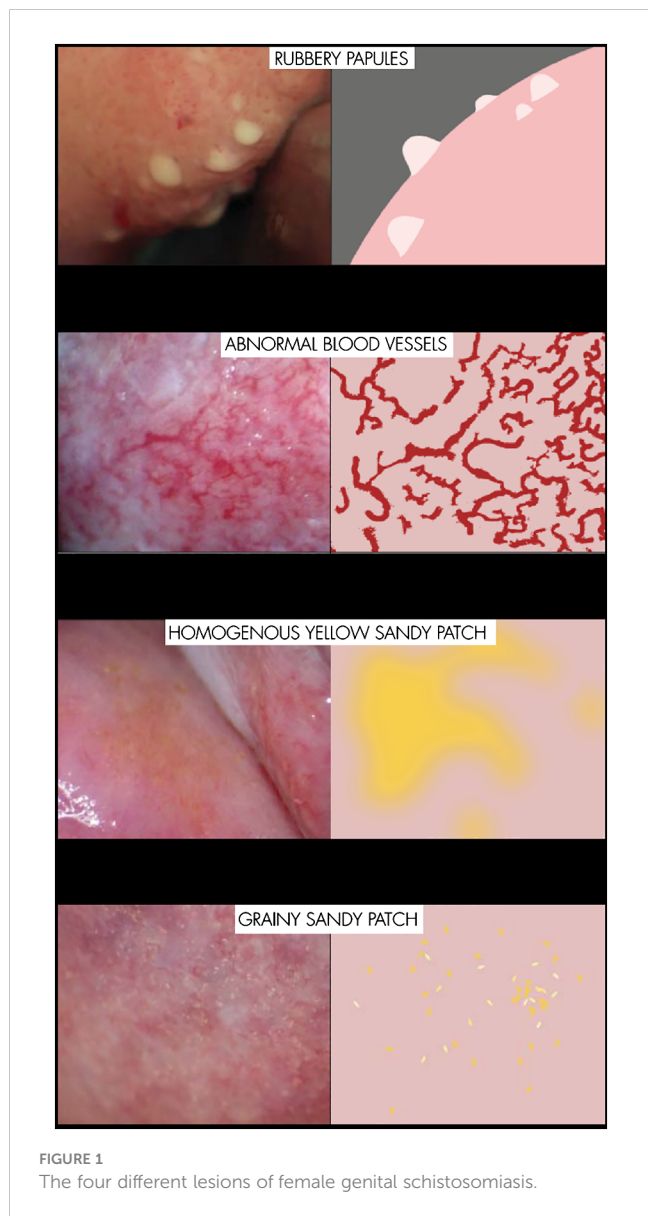 RUBBERY PAPULES
ABNORMAL BLOOD VESSELS
HOMOGENOUS YELLOW SANDY PATCH
GRAINY SANDY PATCH
FIGURE 1
The four different lesions of female genital schistosomiasis.